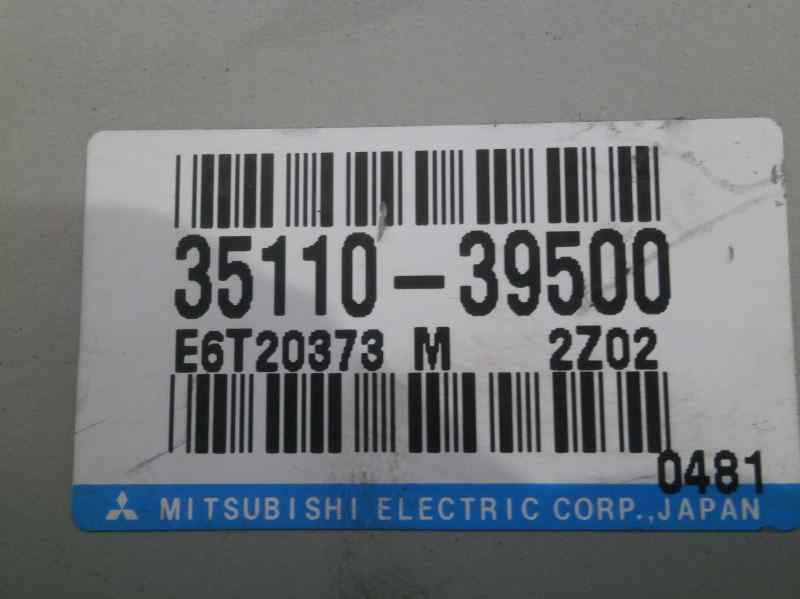 35110-39500
E6T20373 M 2Z02
0481
MITSUBISHI ELECTRIC CORP.,JAPAN